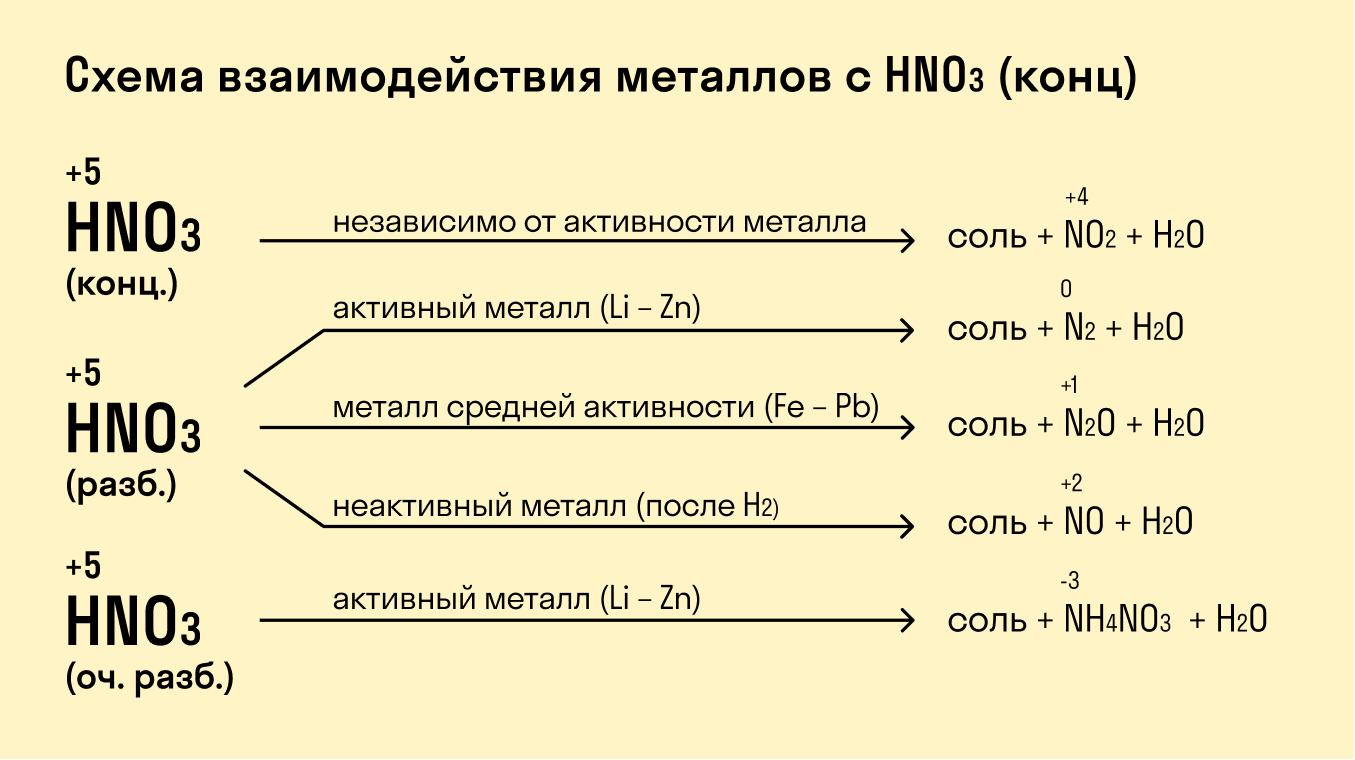 Схема взаимодействия металлов с HNO3 (конц)
+5
HNO3
(конц.)
независимо от активности металла
+4
соль + NO2 + H2O
активный металл (Li – Zn)
0
соль + N2 + H2O
+5
HNO3
(разб.)
металл средней активности (Fe – Pb)
+1
соль + N2O + H2O
неактивный металл (после H2)
+2
соль + NO + H2O
+5
HNO3
(оч. разб.)
активный металл (Li – Zn)
-3
соль + NH4NO3 + H2O